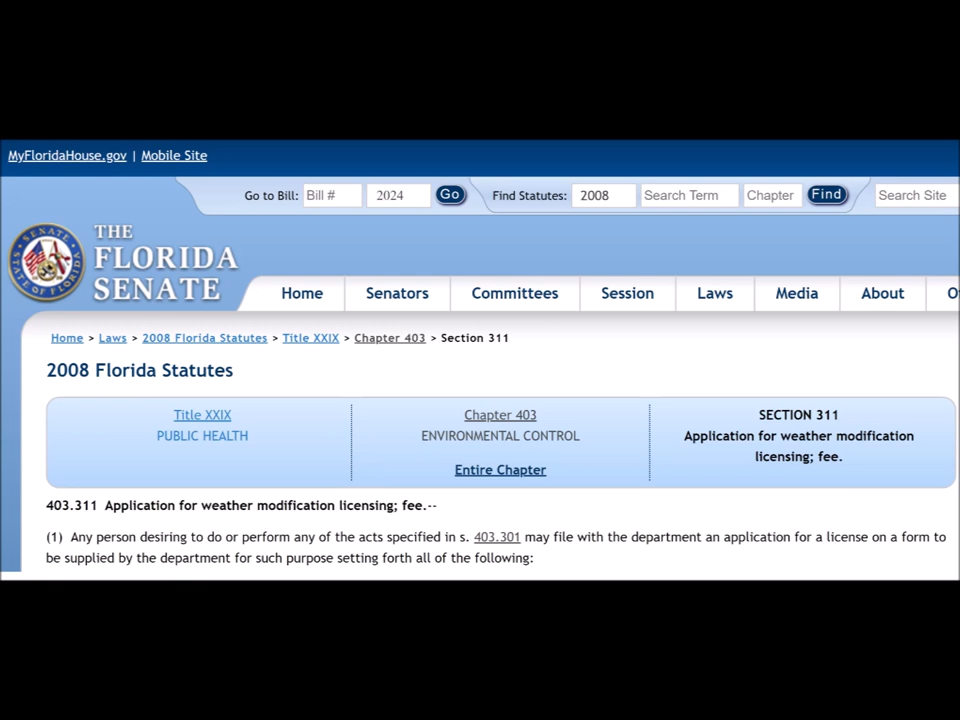 MyFloridaHouse.gov | Mobile Site
Go to Bill: Bill # 2024 Go Find Statutes: 2008 Search Term Chapter Find Search Site
THE
FLORIDA
SENATE
SENATE
STATE OF FLORIDA
Home Senators Committees Session Laws Media About O
Home > Laws > 2008 Florida Statutes > Title XXIX > Chapter 403 > Section 311
2008 Florida Statutes
Title XXIX
PUBLIC HEALTH
Chapter 403
ENVIRONMENTAL CONTROL
Entire Chapter
SECTION 311
Application for weather modification
licensing; fee.
403.311 Application for weather modification licensing; fee.--
(1) Any person desiring to do or perform any of the acts specified in s. 403.301 may file with the department an application for a license on a form to
be supplied by the department for such purpose setting forth all of the following: